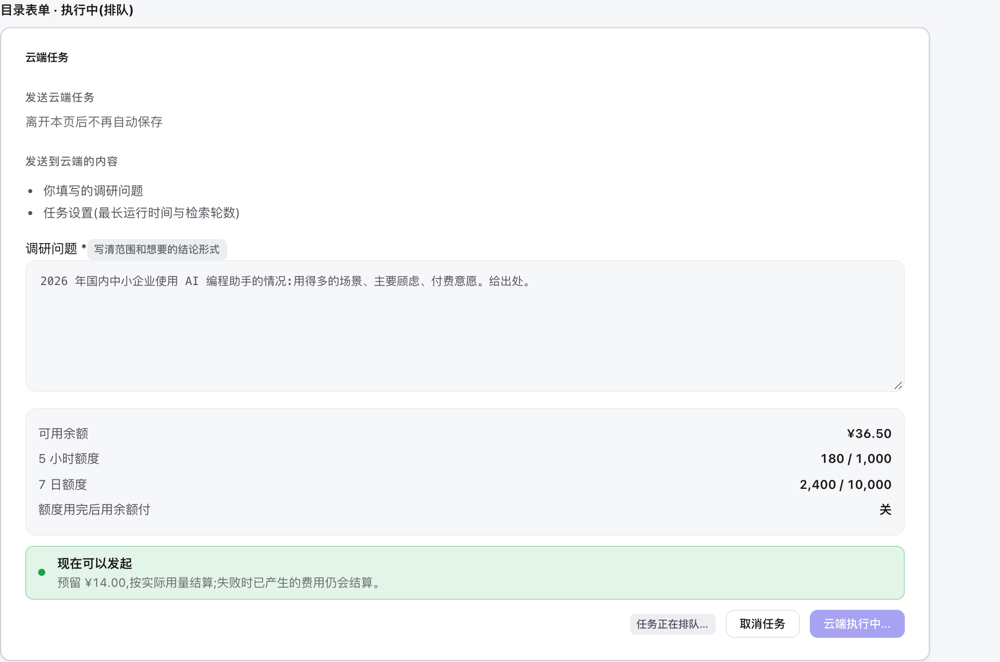 目录表单 · 执行中(排队)
云端任务
发送云端任务
离开本页后不再自动保存
发送到云端的内容
• 你填写的调研问题
• 任务设置(最长运行时间与检索轮数)
调研问题 * 写清范围和想要的结论形式
2026 年国内中小企业使用 AI 编程助手的情况:用得多的场景、主要顾虑、付费意愿。给出处。
可用余额 ¥36.50
5 小时额度 180 / 1,000
7 日额度 2,400 / 10,000
额度用完后用余额付 关
现在可以发起
预留 ¥14.00,按实际用量结算;失败时已产生的费用仍会结算。
任务正在排队... 取消任务 云端执行中...